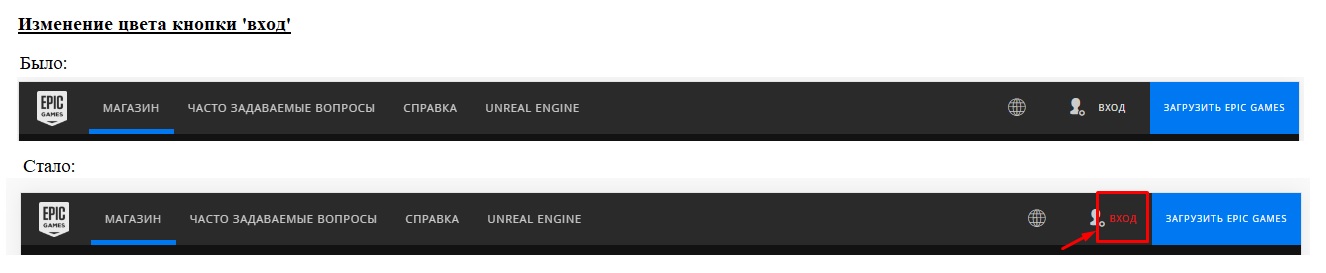 Изменение цвета кнопки 'вход'
Было:
EPIC GAMES МАГАЗИН ЧАСТО ЗАДАВАЕМЫЕ ВОПРОСЫ СПРАВКА UNREAL ENGINE ВХОД ЗАГРУЗИТЬ EPIC GAMES
Стало:
EPIC GAMES МАГАЗИН ЧАСТО ЗАДАВАЕМЫЕ ВОПРОСЫ СПРАВКА UNREAL ENGINE ВХОД ЗАГРУЗИТЬ EPIC GAMES